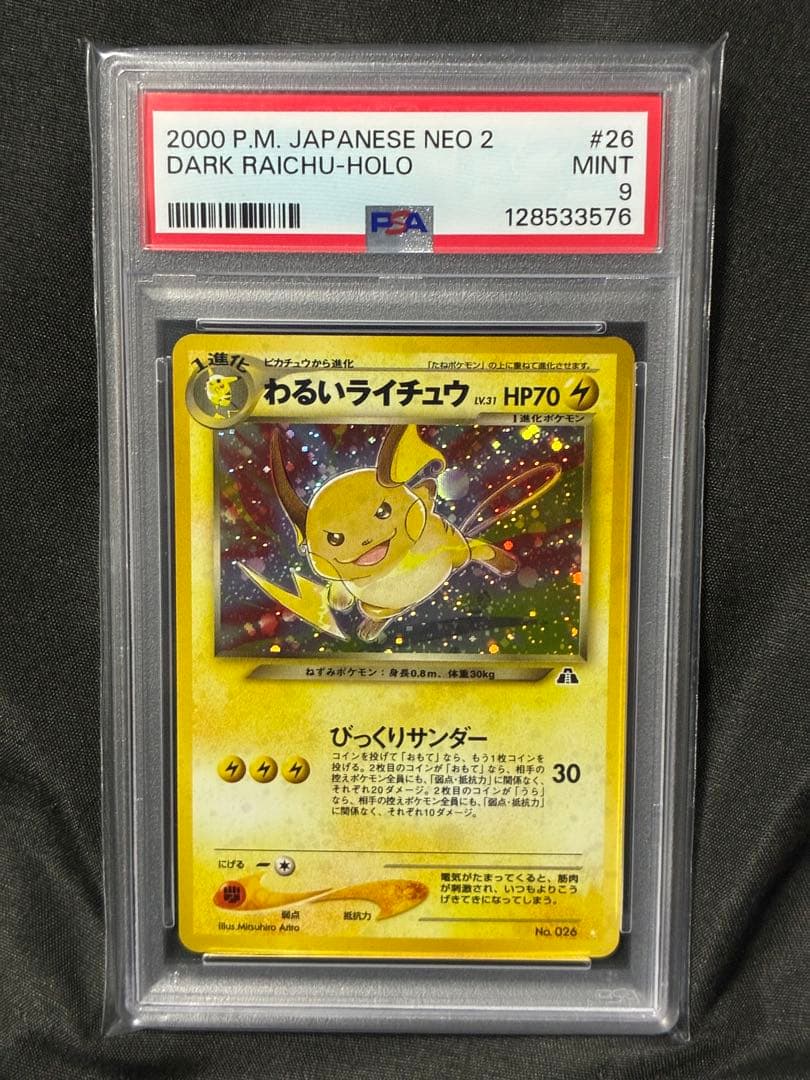 2000 P.M. JAPANESE NEO 2 #26
DARK RAICHU-HOLO MINT
9
PSA 128533576
1進化 ピカチュウから進化 「たねポケモン」の上に重ねて進化させます。
わるいライチュウ LV.31 HP70
1進化ポケモン
ねずみポケモン:身長0.8m、体重30kg
びっくりサンダー
コインを投げて「おもて」なら、もう1枚コインを
投げる。2枚目のコインが「おもて」なら、相手の
控えポケモン全員にも、「弱点・抵抗力」に関係なく、 30
それぞれ20ダメージ。2枚目のコインが「うら」
なら、相手の控えポケモン全員にも、「弱点・抵抗力」
に関係なく、それぞれ10ダメージ。
にげる
電気がたまってくると、筋肉
が刺激され、いつもよりこう
げきてきになってしまう。
弱点 抵抗力
Illus.Mitsuhiro Arita
No. 026
PSA